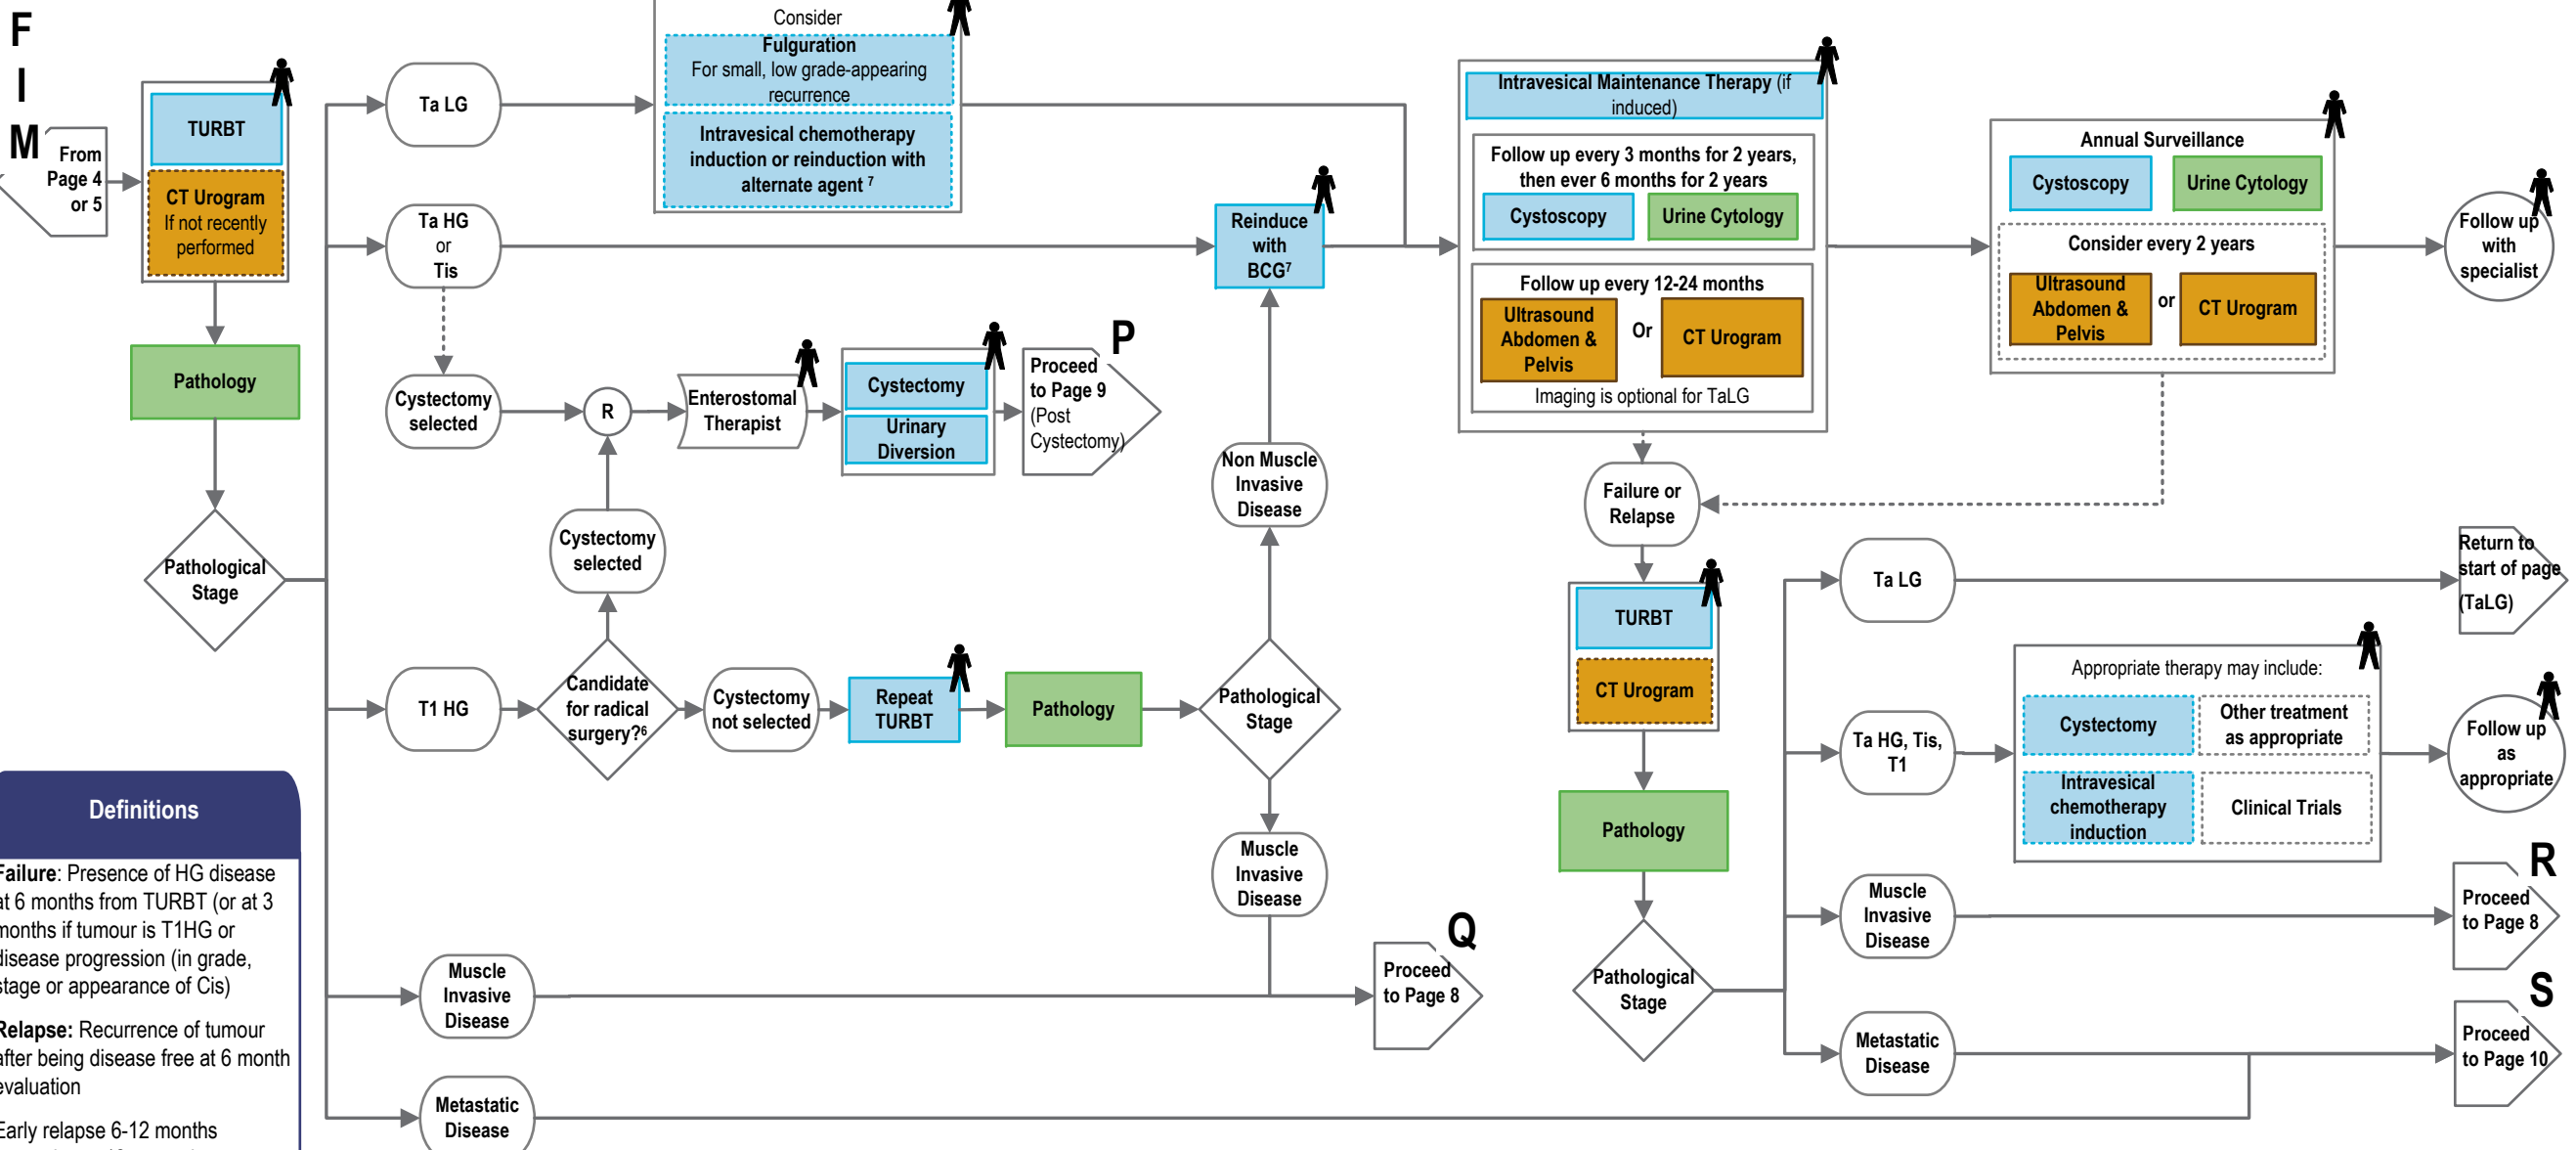 F
I
M
From
Page 4
or 5
TURBT
CT Urogram
If not recently
performed
Pathology
Pathological
Stage
Ta LG
Consider
Fulguration
For small, low grade-appearing
recurrence
Intravesical chemotherapy
induction or reinduction with
alternate agent 7
Ta HG
or
Tis
Reinduce
with
BCG7
Cystectomy
selected
R
Enterostomal
Therapist
Cystectomy
Urinary
Diversion
P
Proceed
to Page 9
(Post
Cystectomy)
Cystectomy
selected
T1 HG
Candidate
for radical
surgery?6
Cystectomy
not selected
Repeat
TURBT
Pathology
Pathological
Stage
Non Muscle
Invasive
Disease
Muscle
Invasive
Disease
Muscle
Invasive
Disease
Q
Proceed
to Page 8
Metastatic
Disease
Intravesical Maintenance Therapy (if
induced)
Follow up every 3 months for 2 years,
then ever 6 months for 2 years
Cystoscopy
Urine Cytology
Follow up every 12-24 months
Ultrasound
Abdomen &
Pelvis
Or
CT Urogram
Imaging is optional for TaLG
Annual Surveillance
Cystoscopy
Urine Cytology
Consider every 2 years
Ultrasound
Abdomen &
Pelvis
or
CT Urogram
Follow up
with
specialist
Failure or
Relapse
TURBT
CT Urogram
Pathology
Pathological
Stage
Ta LG
Return to
start of page
(TaLG)
Ta HG, Tis,
T1
Appropriate therapy may include:
Cystectomy
Other treatment
as appropriate
Intravesical
chemotherapy
induction
Clinical Trials
Follow up
as
appropriate
Muscle
Invasive
Disease
R
Proceed
to Page 8
Metastatic
Disease
S
Proceed
to Page 10
Definitions
Failure: Presence of HG disease
at 6 months from TURBT (or at 3
months if tumour is T1HG or
disease progression (in grade,
stage or appearance of Cis)
Relapse: Recurrence of tumour
after being disease free at 6 month
evaluation
Early relapse 6-12 months